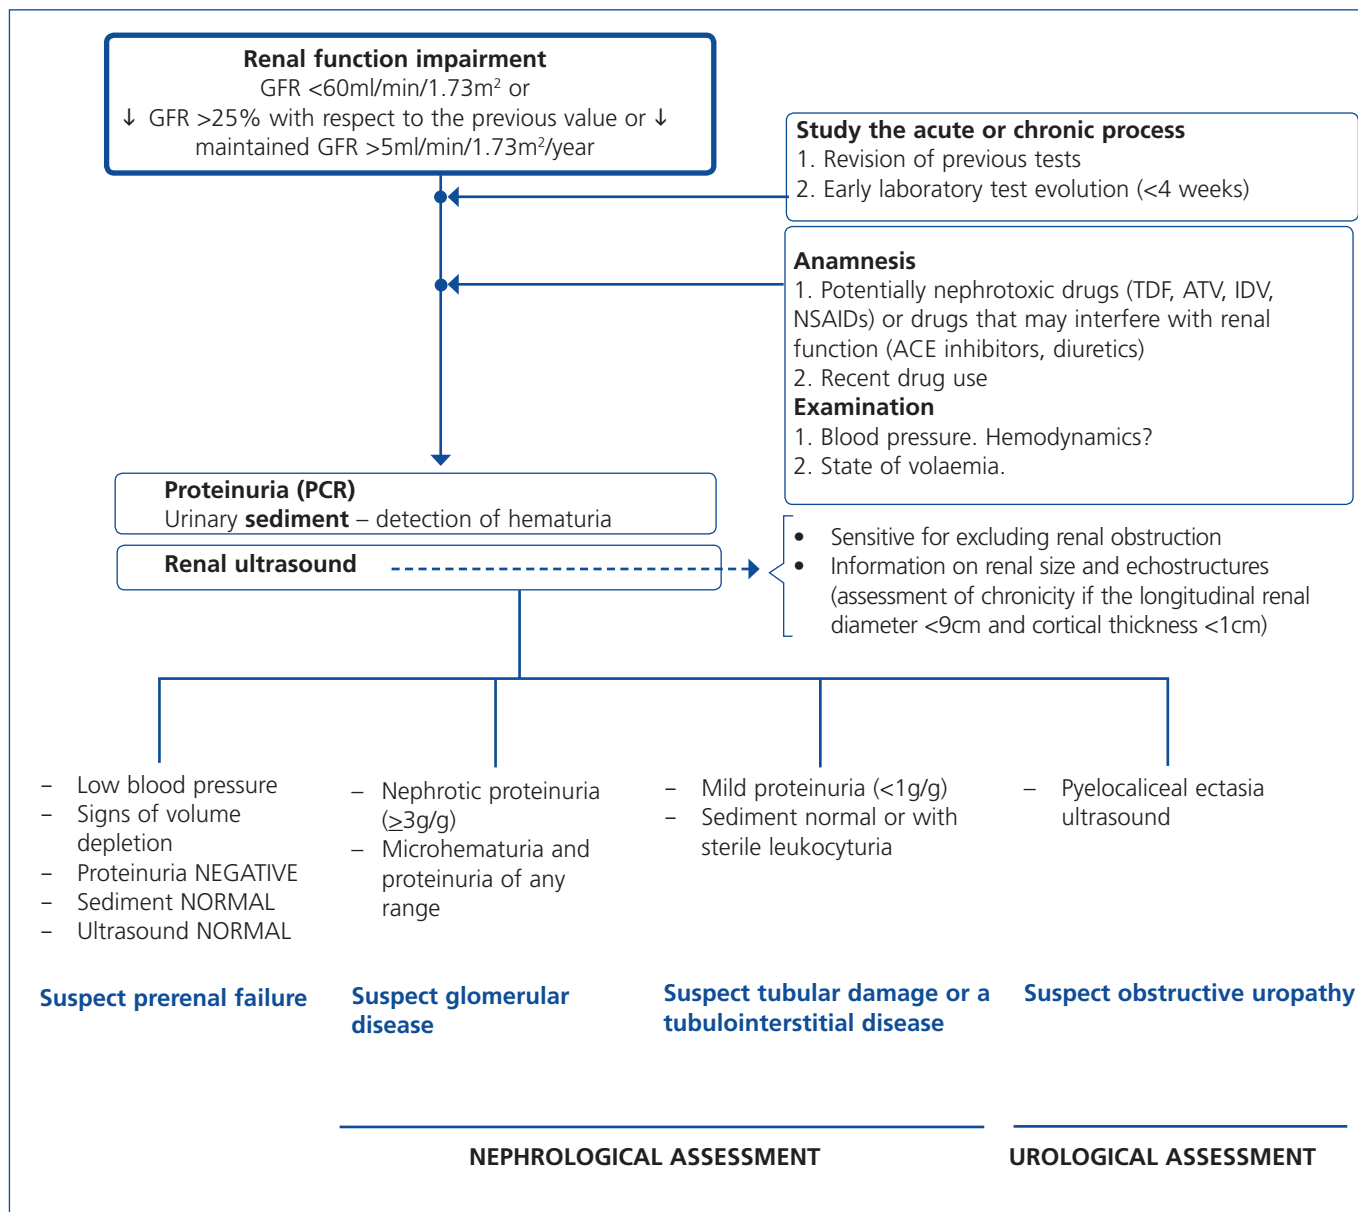 Renal function impairment
GFR <60ml/min/1.73m² or
↓ GFR >25% with respect to the previous value or ↓
maintained GFR >5ml/min/1.73m²/year
Study the acute or chronic process
1. Revision of previous tests
2. Early laboratory test evolution (<4 weeks)
Anamnesis
1. Potentially nephrotoxic drugs (TDF, ATV, IDV,
NSAIDs) or drugs that may interfere with renal
function (ACE inhibitors, diuretics)
2. Recent drug use
Examination
1. Blood pressure. Hemodynamics?
2. State of volaemia.
Proteinuria (PCR)
Urinary sediment – detection of hematuria
Renal ultrasound
• Sensitive for excluding renal obstruction
• Information on renal size and echostructures
(assessment of chronicity if the longitudinal renal
diameter <9cm and cortical thickness <1cm)
– Low blood pressure
– Signs of volume
depletion
– Proteinuria NEGATIVE
– Sediment NORMAL
– Ultrasound NORMAL
Suspect prerenal failure
– Nephrotic proteinuria
(≥3g/g)
– Microhematuria and
proteinuria of any
range
Suspect glomerular
disease
– Mild proteinuria (<1g/g)
– Sediment normal or with
sterile leukocyturia
Suspect tubular damage or a
tubulointerstitial disease
– Pyelocaliceal ectasia
ultrasound
Suspect obstructive uropathy
NEPHROLOGICAL ASSESSMENT
UROLOGICAL ASSESSMENT